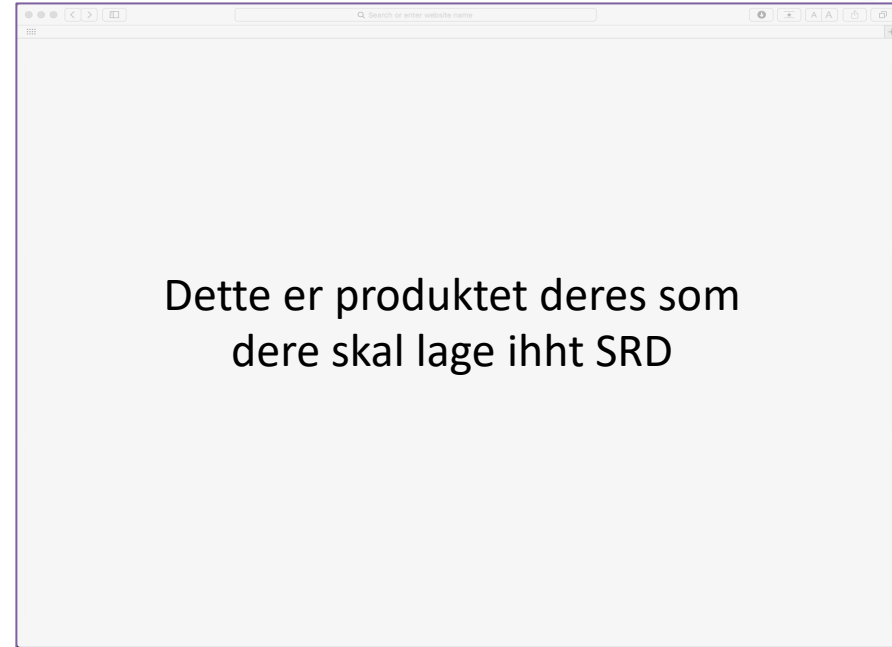 Search or enter website name
A A
Dette er produktet deres som
dere skal lage ihht SRD